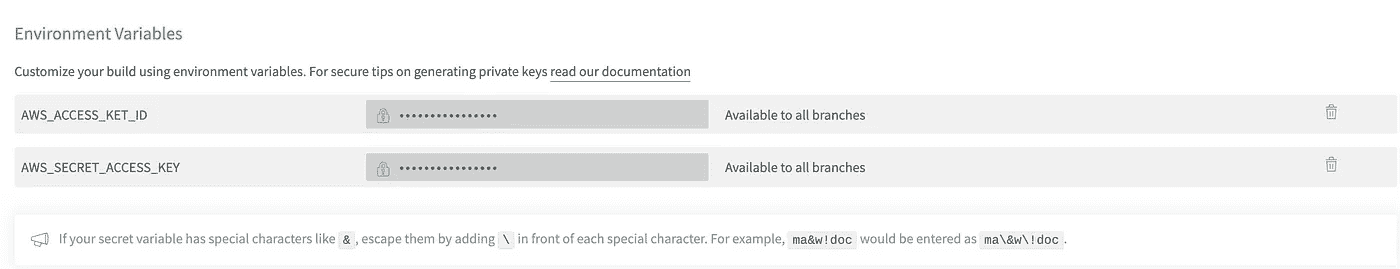 Environment Variables
Customize your build using environment variables. For secure tips on generating private keys read our documentation
AWS_ACCESS_KET_ID •••••••••••••••• Available to all branches
AWS_SECRET_ACCESS_KEY •••••••••••••••• Available to all branches
If your secret variable has special characters like &, escape them by adding \ in front of each special character. For example, ma&w!doc would be entered as ma\&w\!doc.